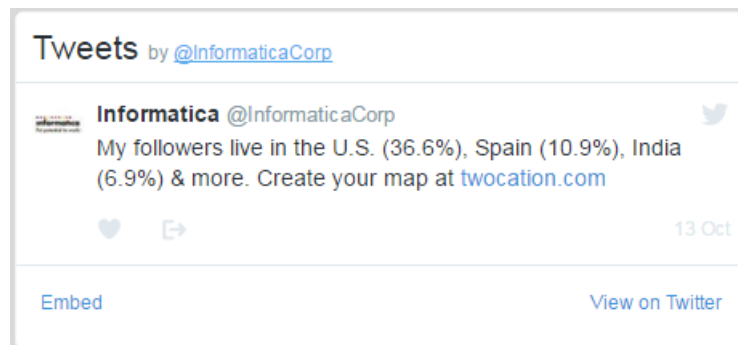 Tweets by @InformaticaCorp
Informatica @InformaticaCorp
informatica
My followers live in the U.S. (36.6%), Spain (10.9%), India
(6.9%) & more. Create your map at twocation.com
13 Oct
Embed
View on Twitter